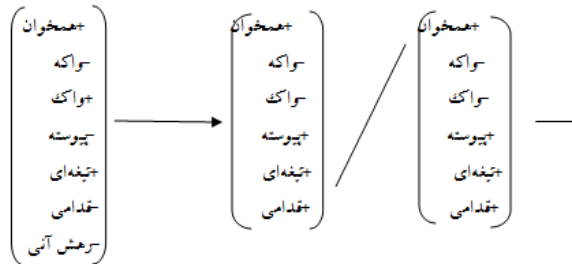 +همخوان +همخوان +همخوان
-واکه -واکه -واکه
+واک -واک -واک
-پیوسته +پیوسته +پیوسته
+تیغه‌ای +تیغه‌ای +تیغه‌ای
-قدامی +قدامی +قدامی
-رهش آنی